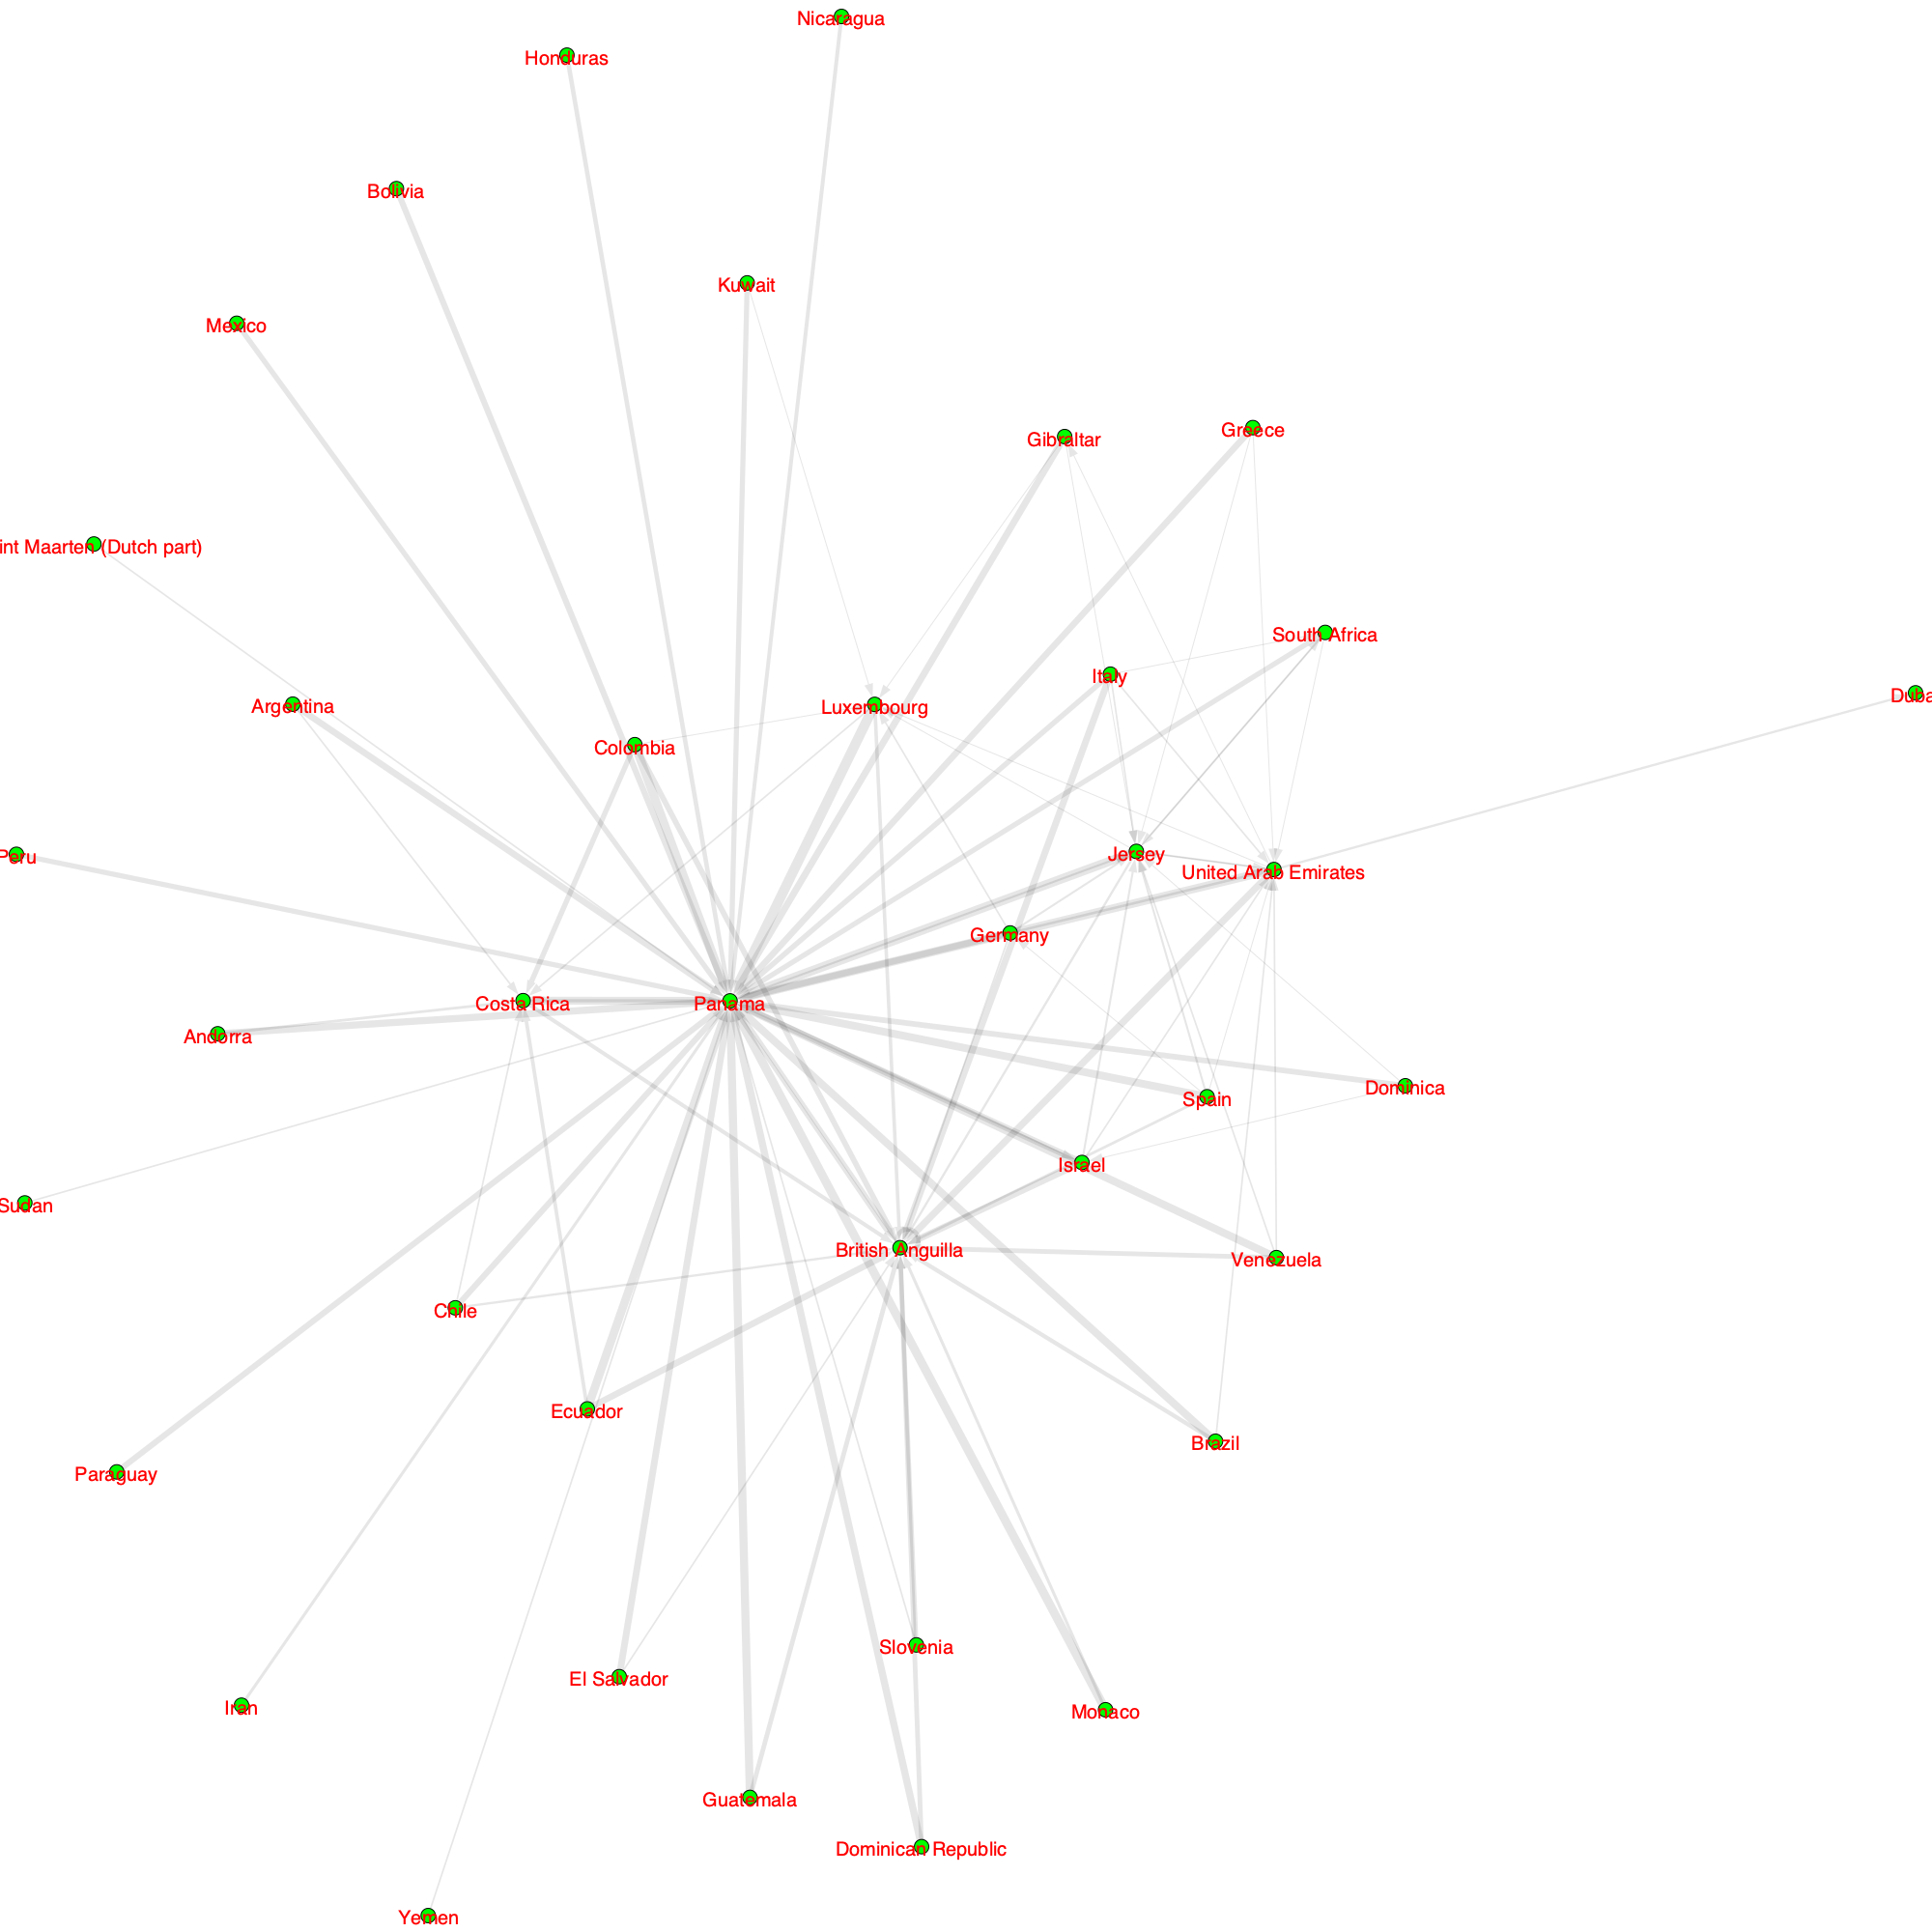 Nicaragua
Honduras
Bolivia
Kuwait
Mexico
Gibraltar
Greece
int Maarten (Dutch part)
South Africa
Italy
Duba
Argentina
Luxembourg
Colombia
Peru
Jersey
United Arab Emirates
Germany
Costa Rica
Panama
Andorra
Dominica
Spain
Israel
Sudan
British Anguilla
Venezuela
Chile
Ecuador
Brazil
Paraguay
Slovenia
El Salvador
Iran
Monaco
Guatemala
Dominican Republic
Yemen